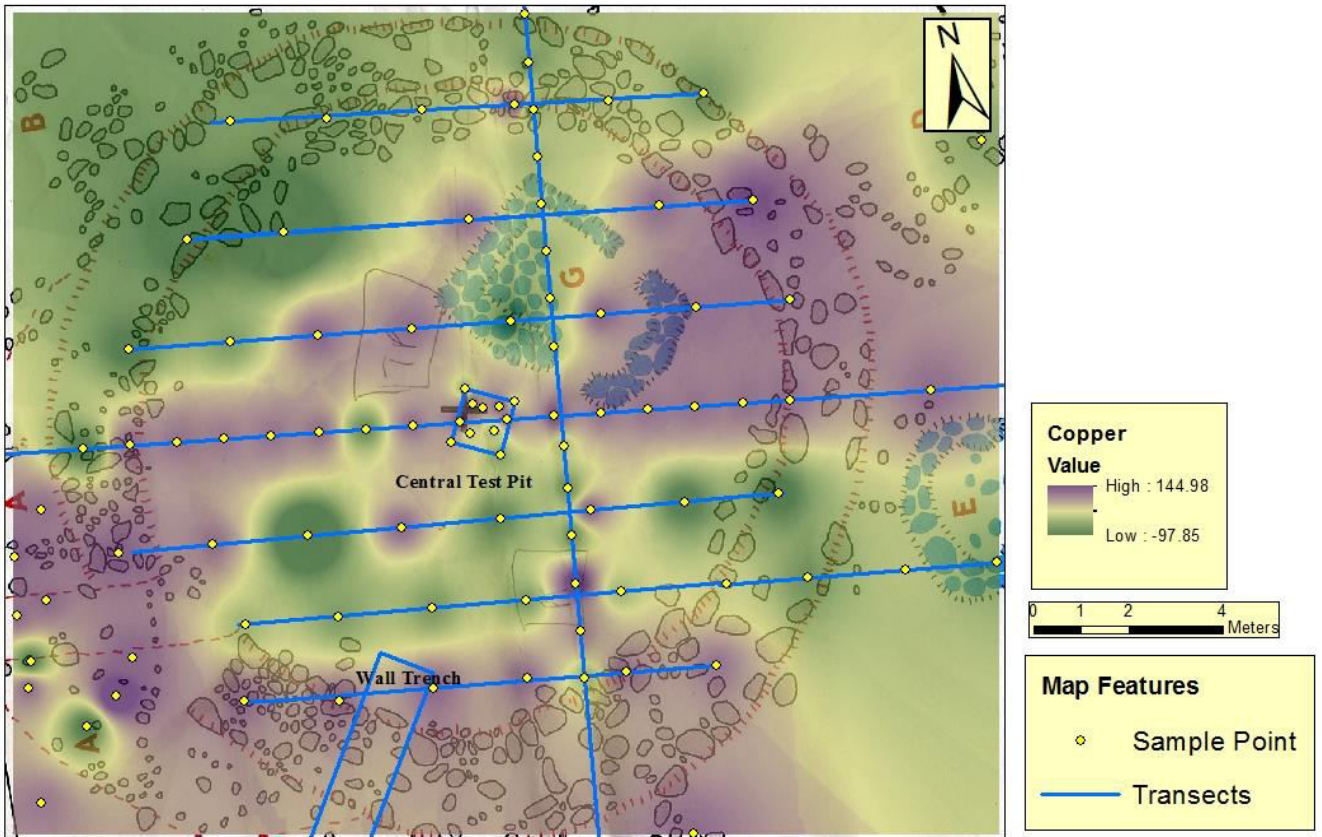 N
B
G
Central Test Pit
A
E
Wall Trench
A
Copper
Value
High : 144.98
Low : -97.85
0 1 2 4
Meters
Map Features
Sample Point
Transects